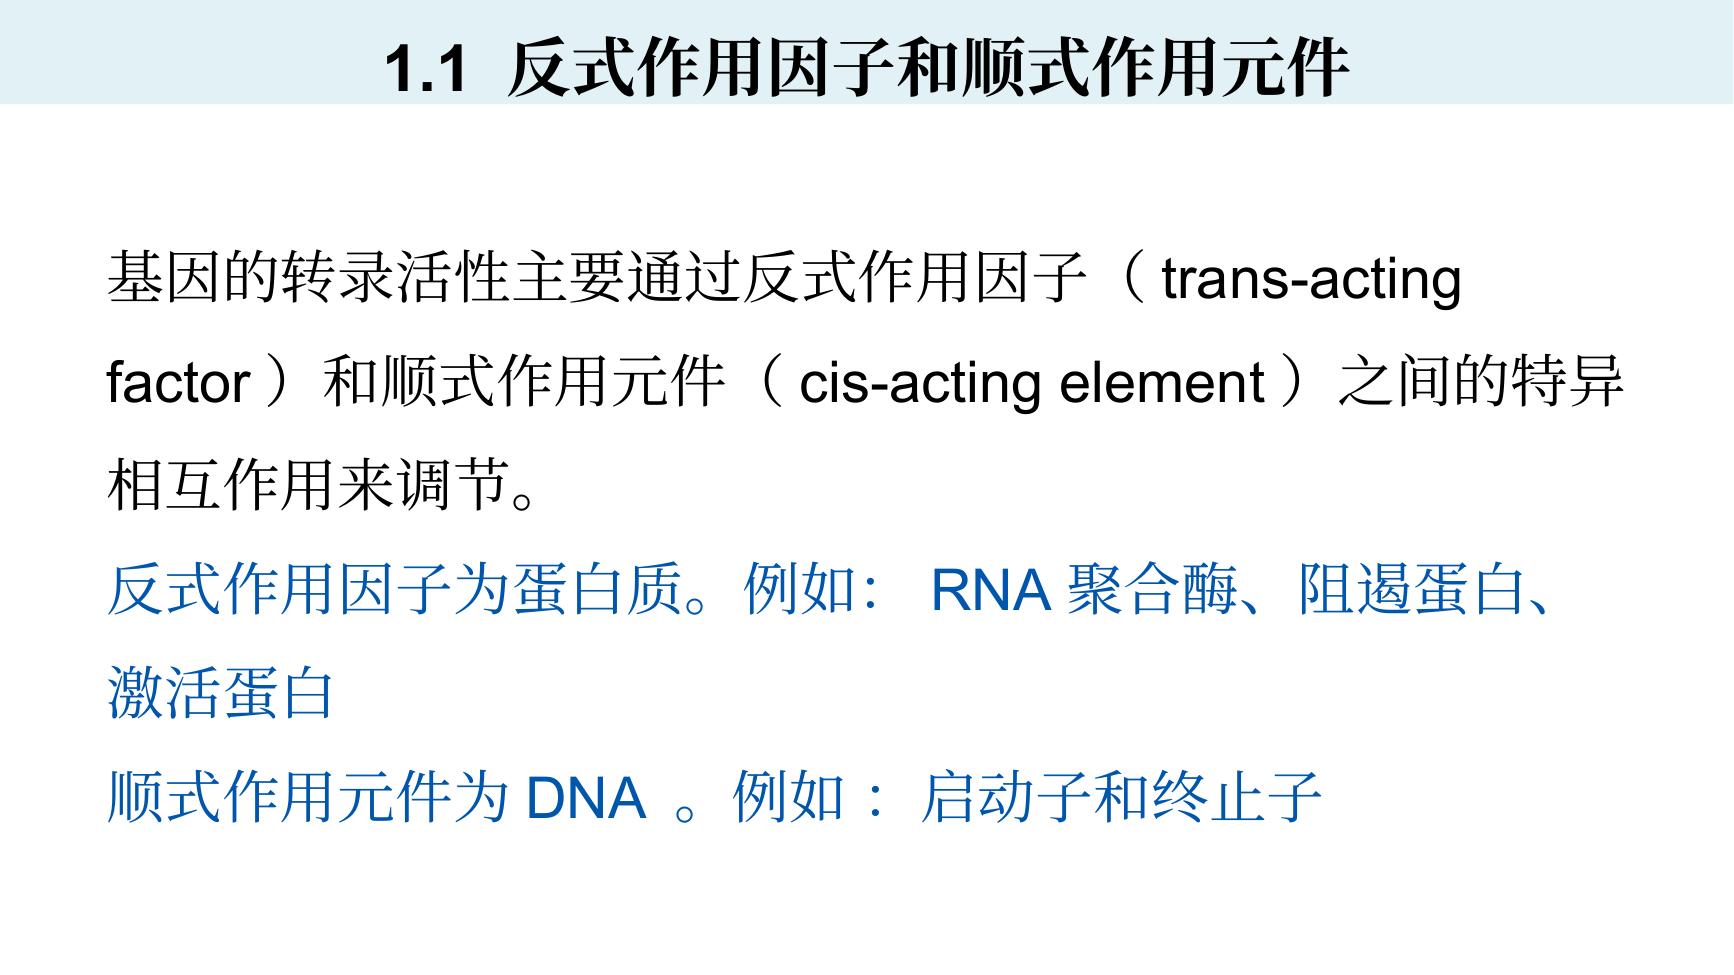 1.1 反式作用因子和顺式作用元件
基因的转录活性主要通过反式作用因子（trans-acting
factor）和顺式作用元件（cis-acting element）之间的特异
相互作用来调节。
反式作用因子为蛋白质。例如： RNA 聚合酶、阻遏蛋白、
激活蛋白
顺式作用元件为 DNA 。例如 ： 启动子和终止子